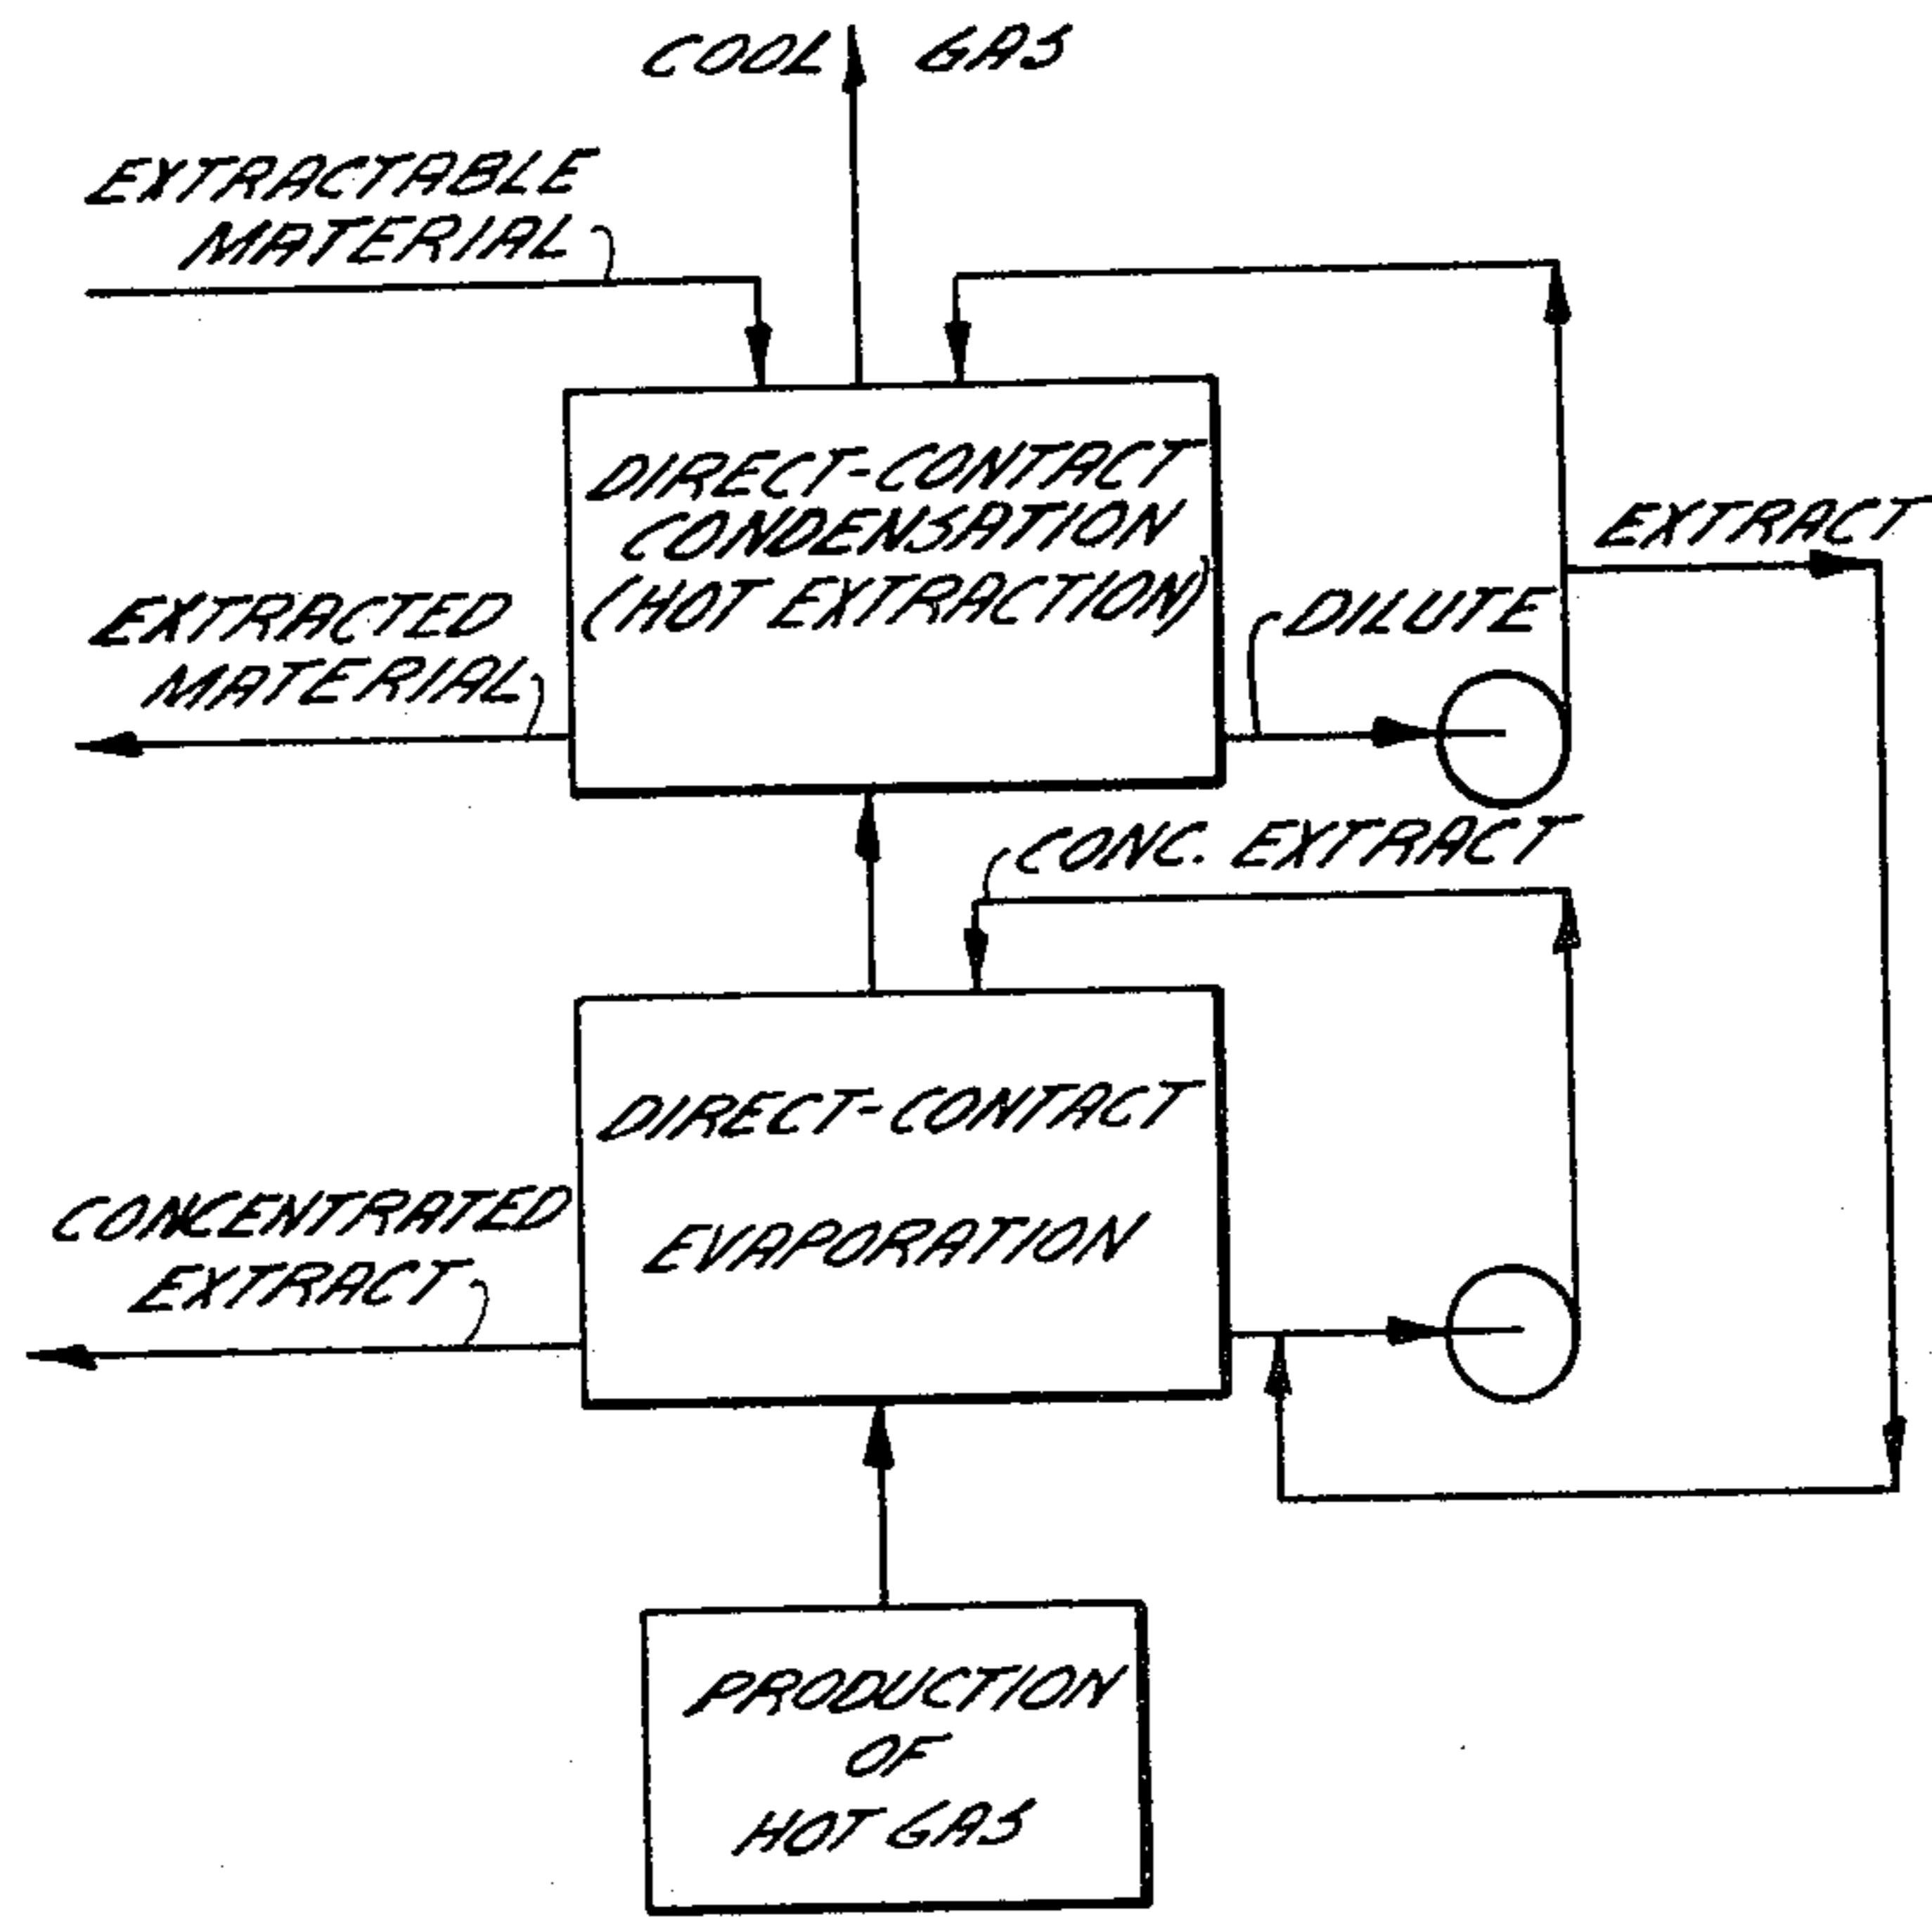 COOL GAS
EXTRACTABLE
MATERIAL
DIRECT-CONTACT
CONDENSATION
(HOT EXTRACTION)
EXTRACT
DILUTE
EXTRACTED
MATERIAL
CONC. EXTRACT
DIRECT-CONTACT
EVAPORATION
CONCENTRATED
EXTRACT
PRODUCTION
OF
HOT GAS